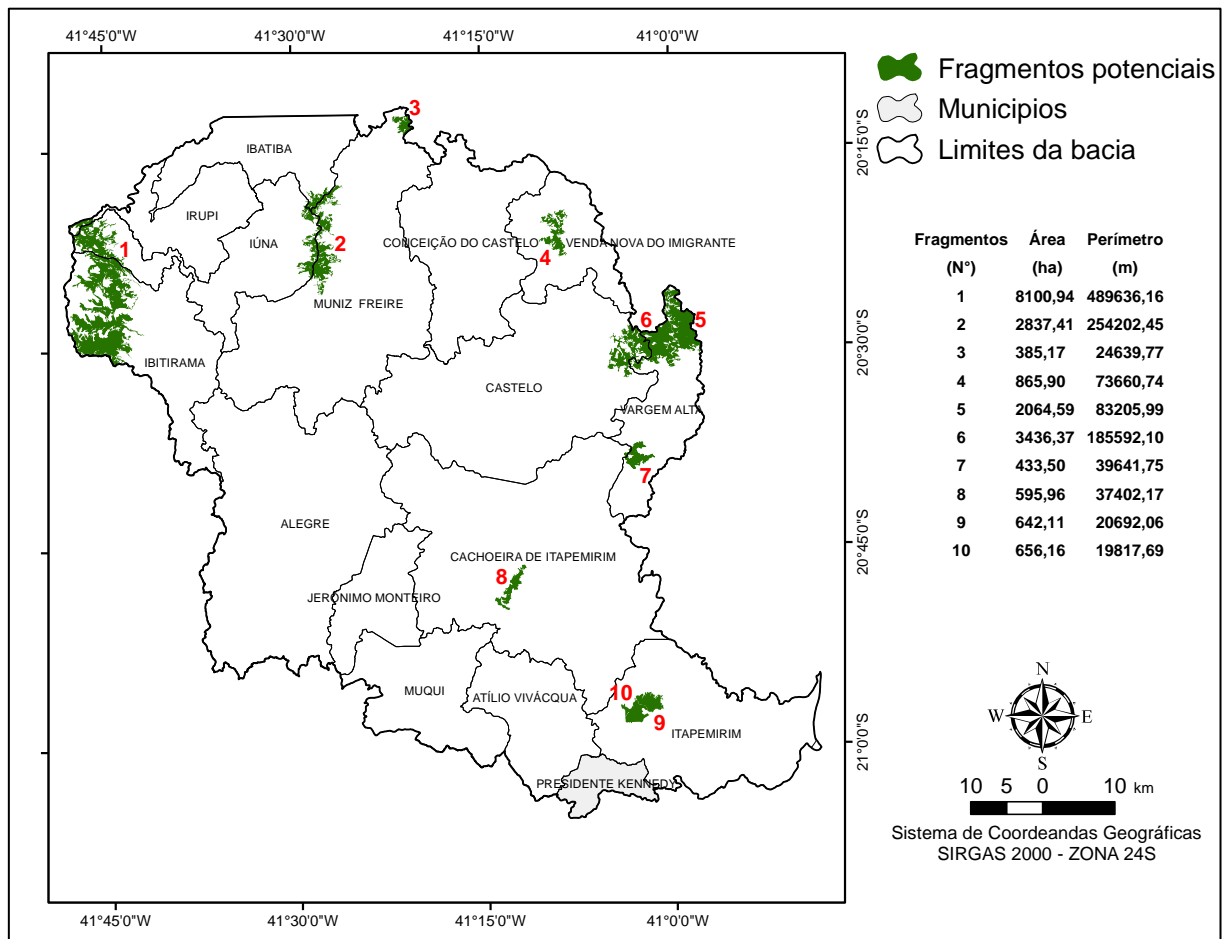 41°45'0"W 41°30'0"W 41°15'0"W 41°0'0"W
Fragmentos potenciais
Municipios
Limites da bacia
20°15'0"S
20°30'0"S
20°45'0"S
21°0'0"S
3
IBATIBA
IRUPI
IÚNA
1
2
CONCEIÇÃO DO CASTELO
VENDA NOVA DO IMIGRANTE
4
MUNIZ FREIRE
6
5
IBITIRAMA
CASTELO
VARGEM ALTA
7
ALEGRE
CACHOEIRA DE ITAPEMIRIM
8
JERÔNIMO MONTEIRO
MUQUI
ATÍLIO VIVÁCQUA
10
9
ITAPEMIRIM
PRESIDENTE KENNEDY
Fragmentos Área Perímetro
(N°) (ha) (m)
1 8100,94 489636,16
2 2837,41 254202,45
3 385,17 24639,77
4 865,90 73660,74
5 2064,59 83205,99
6 3436,37 185592,10
7 433,50 39641,75
8 595,96 37402,17
9 642,11 20692,06
10 656,16 19817,69
N
W E
S
10 5 0 10 km
Sistema de Coordeandas Geográficas
SIRGAS 2000 - ZONA 24S
41°45'0"W 41°30'0"W 41°15'0"W 41°0'0"W